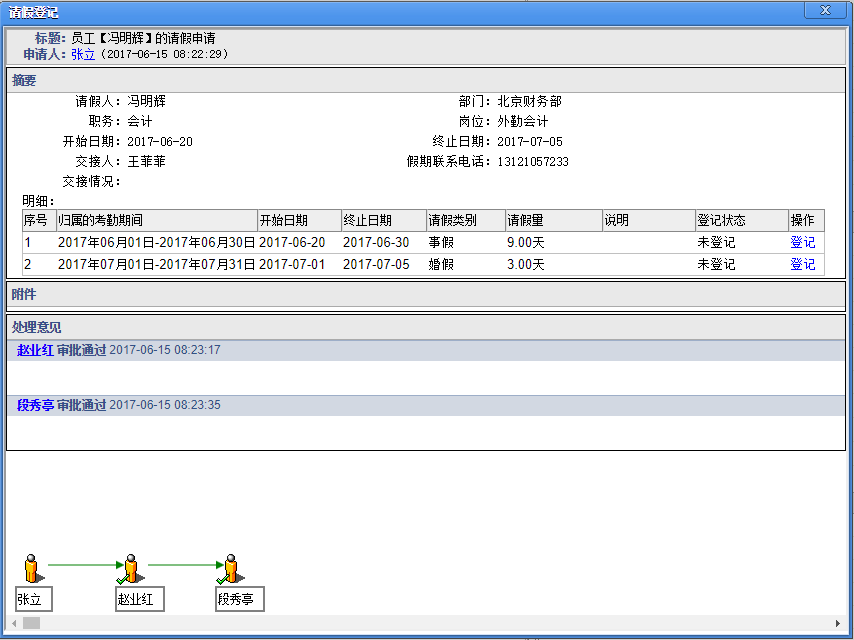 请假登记
标题：员工【冯明辉】的请假申请
申请人：张立（2017-06-15 08:22:29）
摘要
请假人：冯明辉 部门：北京财务部
职务：会计 岗位：外勤会计
开始日期：2017-06-20 终止日期：2017-07-05
交接人：王菲菲 假期联系电话：13121057233
交接情况：
明细：
序号 归属的考勤期间 开始日期 终止日期 请假类别 请假量 说明 登记状态 操作
1 2017年06月01日-2017年06月30日 2017-06-20 2017-06-30 事假 9.00天 未登记 登记
2 2017年07月01日-2017年07月31日 2017-07-01 2017-07-05 婚假 3.00天 未登记 登记
附件
处理意见
赵业红 审批通过 2017-06-15 08:23:17
段秀亭 审批通过 2017-06-15 08:23:35
张立 赵业红 段秀亭